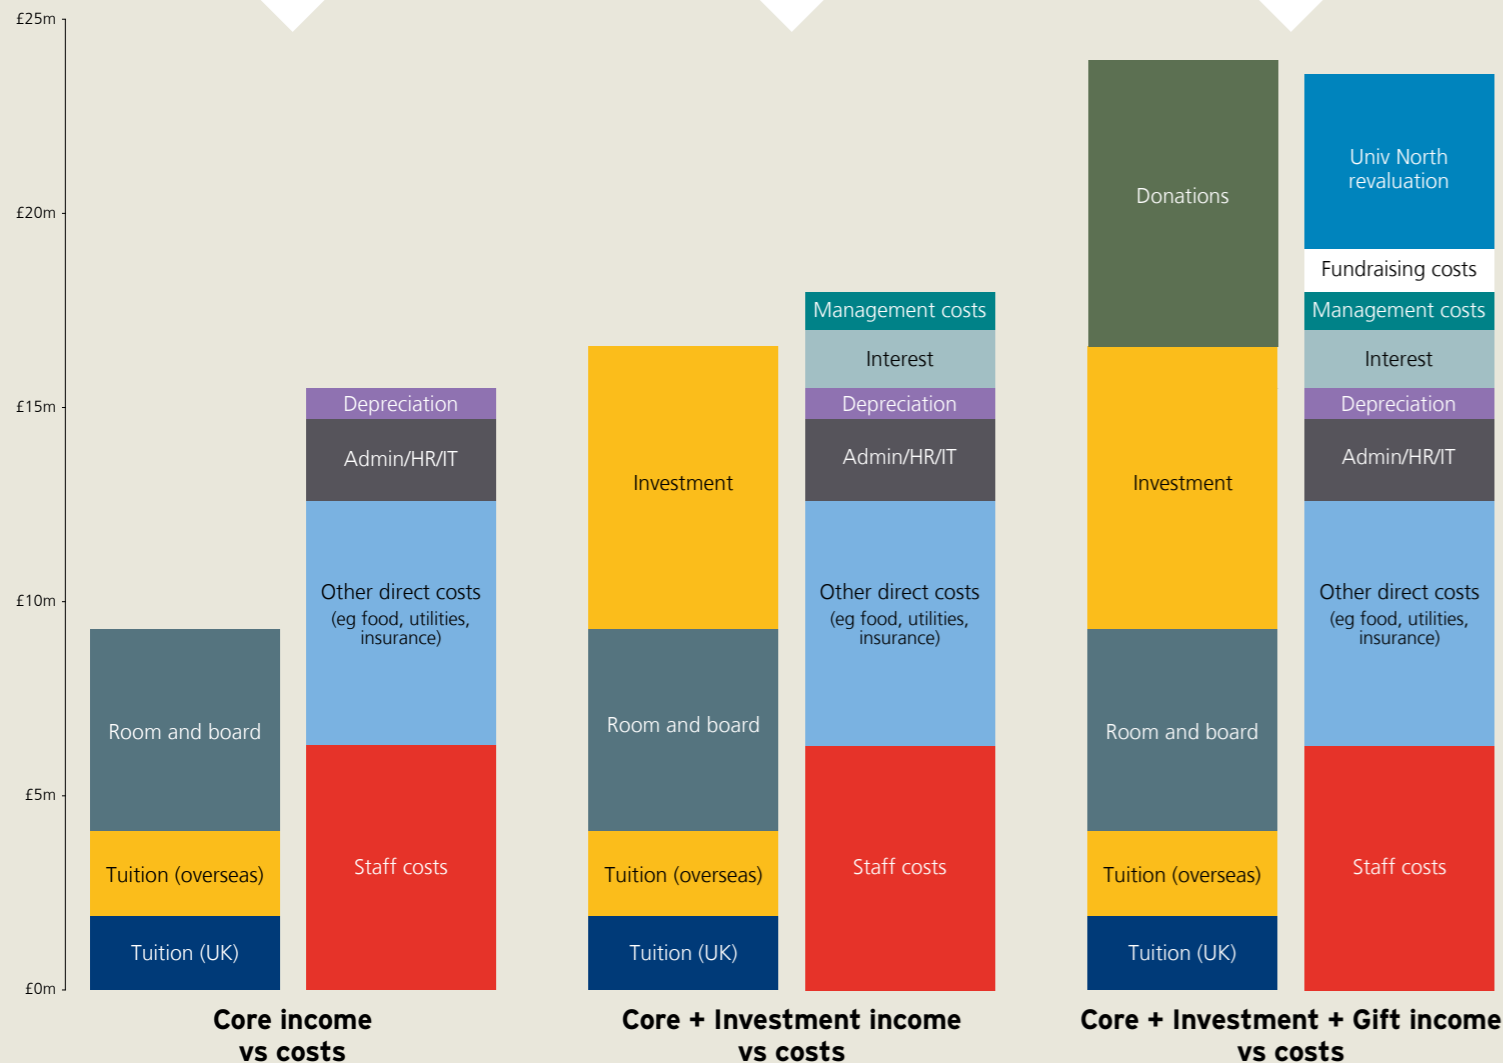 £25m
£20m
£15m
£10m
£5m
£0m
Room and board
Tuition (overseas)
Tuition (UK)
Depreciation
Admin/HR/IT
Other direct costs
(eg food, utilities,
insurance)
Staff costs
Core income
vs costs
Investment
Room and board
Tuition (overseas)
Tuition (UK)
Management costs
Interest
Depreciation
Admin/HR/IT
Other direct costs
(eg food, utilities,
insurance)
Staff costs
Core + Investment income
vs costs
Donations
Investment
Room and board
Tuition (overseas)
Tuition (UK)
Univ North
revaluation
Fundraising costs
Management costs
Interest
Depreciation
Admin/HR/IT
Other direct costs
(eg food, utilities,
insurance)
Staff costs
Core + Investment + Gift income
vs costs